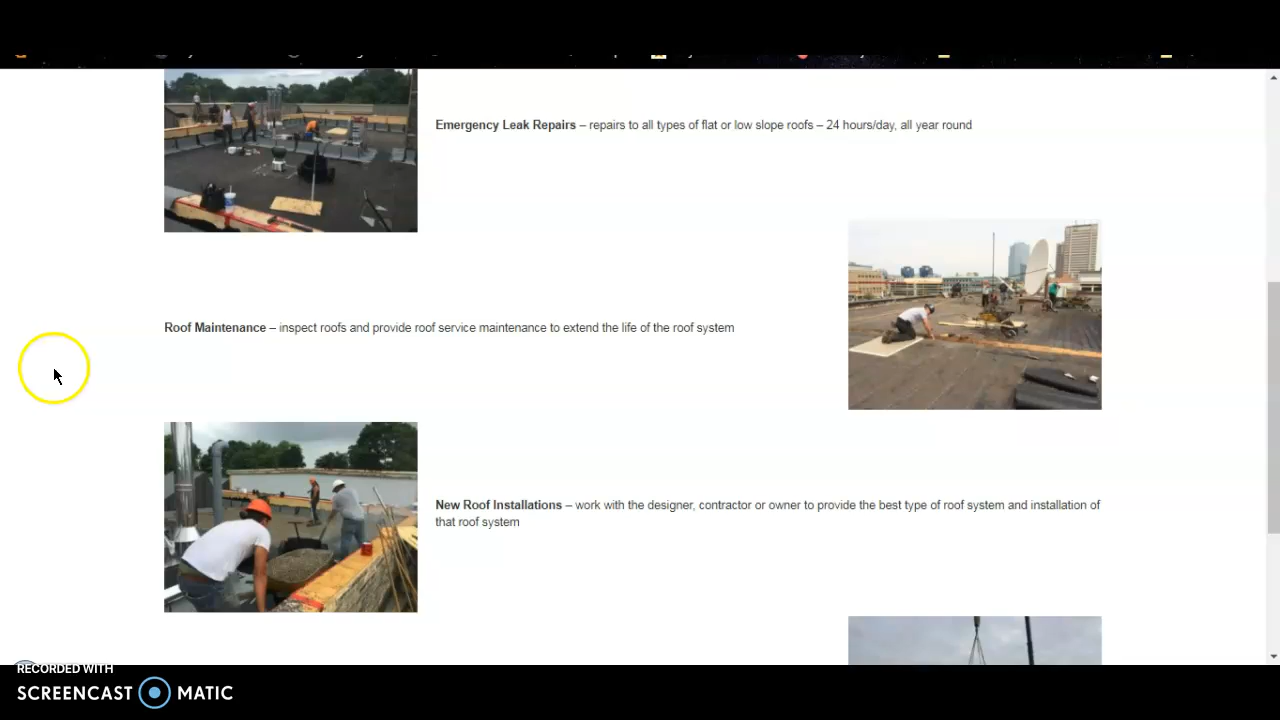 Emergency Leak Repairs – repairs to all types of flat or low slope roofs – 24 hours/day, all year round
Roof Maintenance – inspect roofs and provide roof service maintenance to extend the life of the roof system
New Roof Installations – work with the designer, contractor or owner to provide the best type of roof system and installation of
that roof system
RECORDED WITH
SCREENCAST MATIC